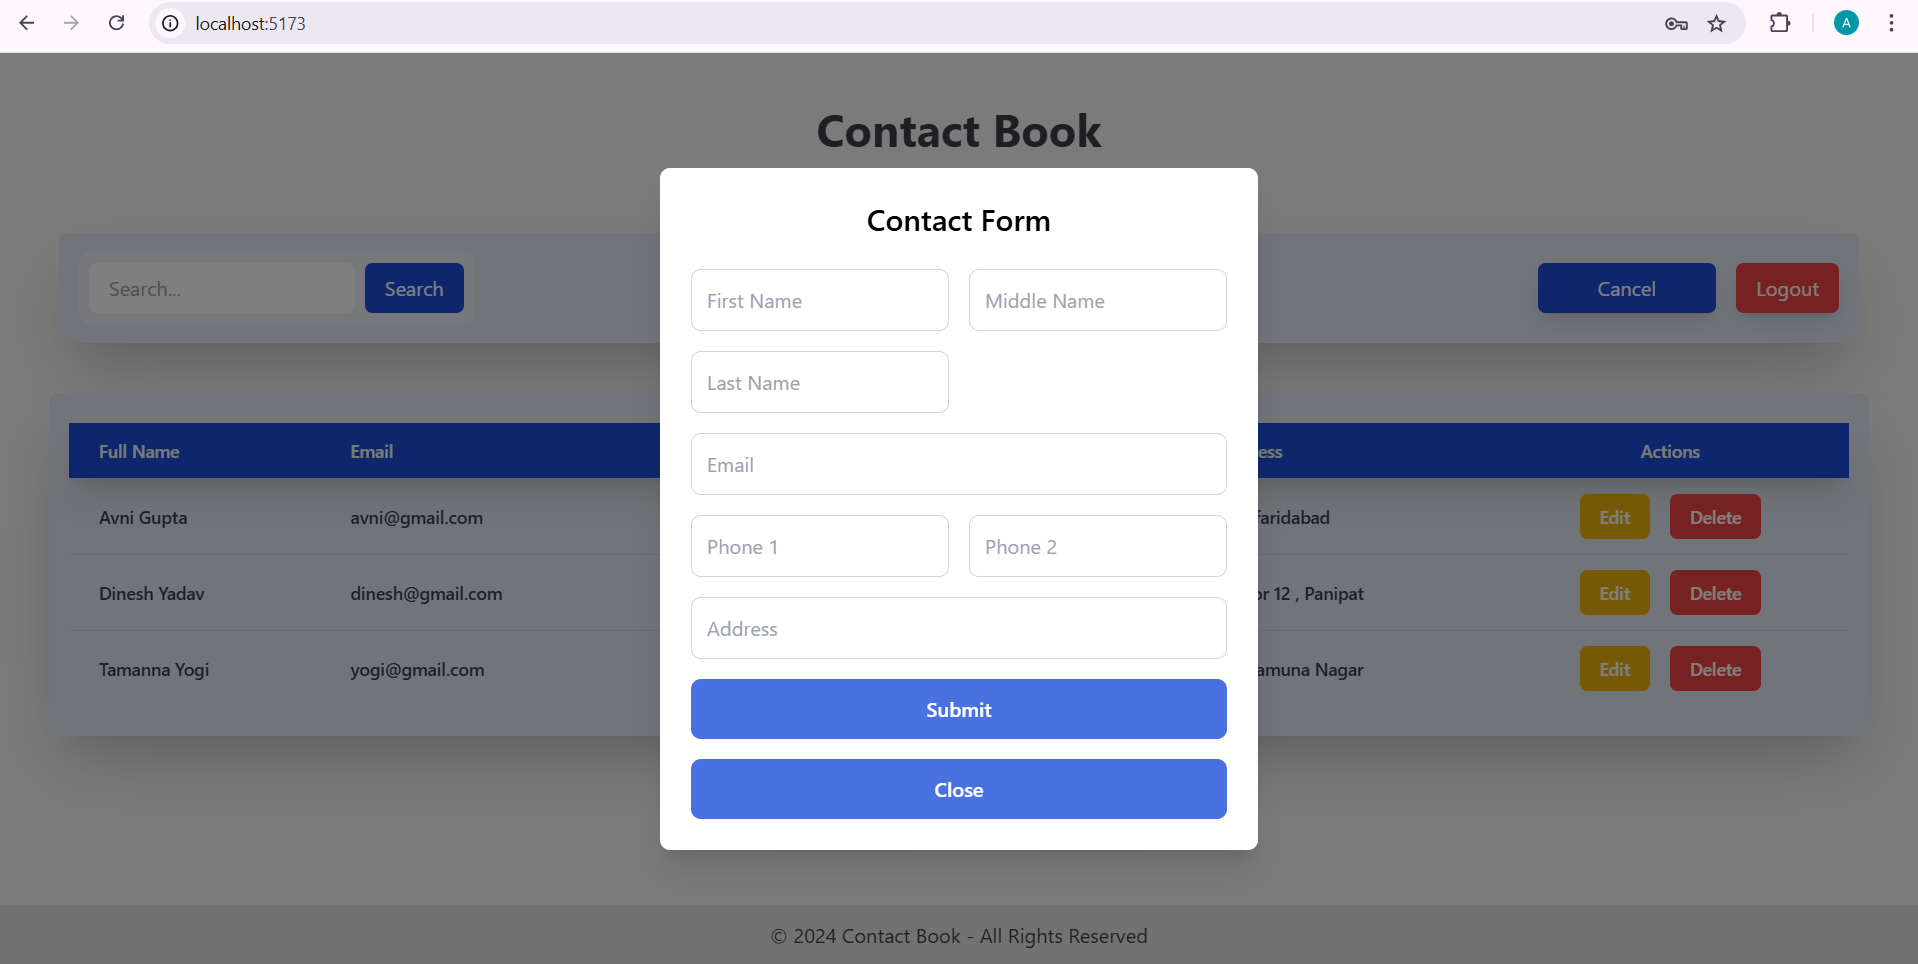 localhost:5173
A
Contact Book
Contact Form
Search...
Search
Cancel
Logout
First Name
Middle Name
Last Name
Full Name Email ess Actions
Email
Avni Gupta avni@gmail.com faridabad Edit Delete
Phone 1
Phone 2
Dinesh Yadav dinesh@gmail.com or 12 , Panipat Edit Delete
Address
Tamanna Yogi yogi@gmail.com amuna Nagar Edit Delete
Submit
Close
© 2024 Contact Book - All Rights Reserved